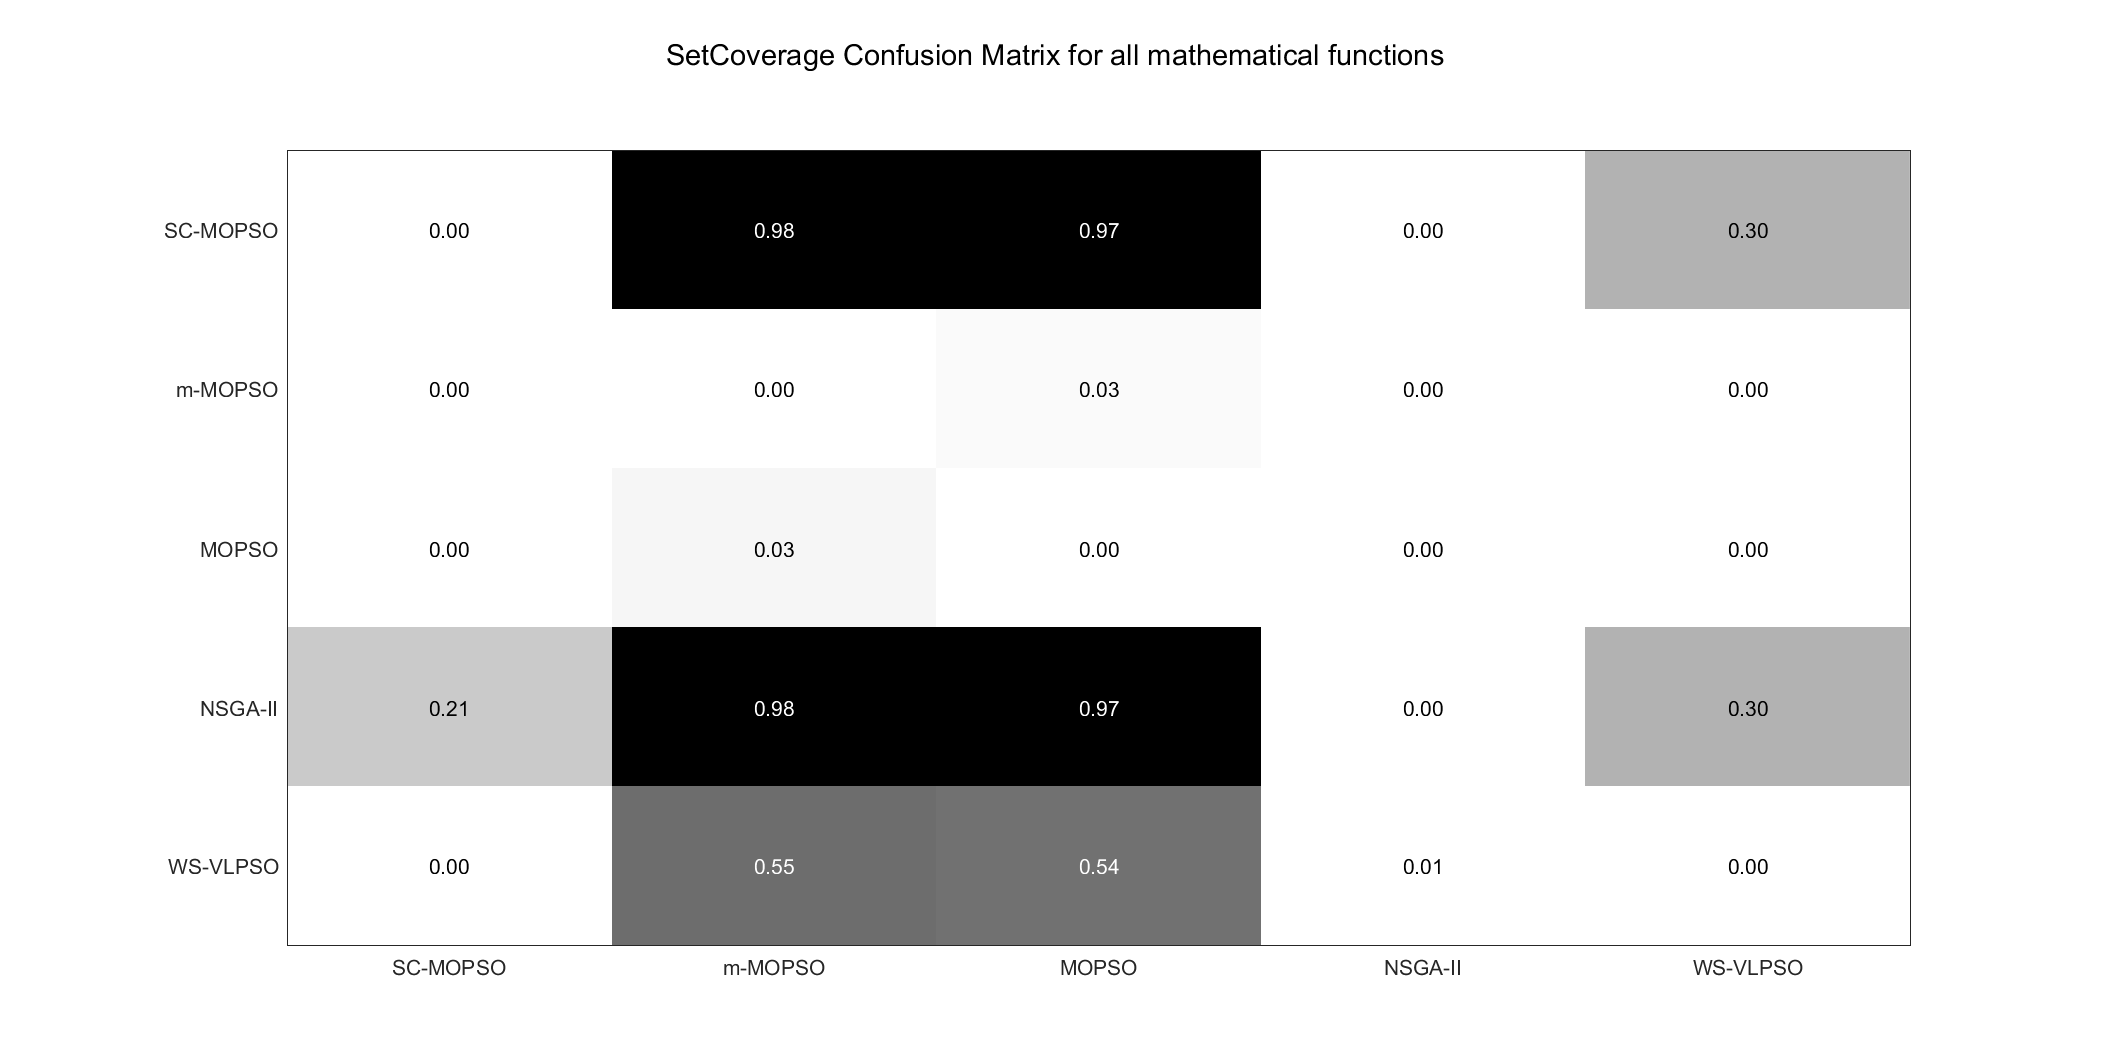 SetCoverage Confusion Matrix for all mathematical functions
SC-MOPSO 0.00 0.98 0.97 0.00 0.30
m-MOPSO 0.00 0.00 0.03 0.00 0.00
MOPSO 0.00 0.03 0.00 0.00 0.00
NSGA-II 0.21 0.98 0.97 0.00 0.30
WS-VLPSO 0.00 0.55 0.54 0.01 0.00
SC-MOPSO m-MOPSO MOPSO NSGA-II WS-VLPSO